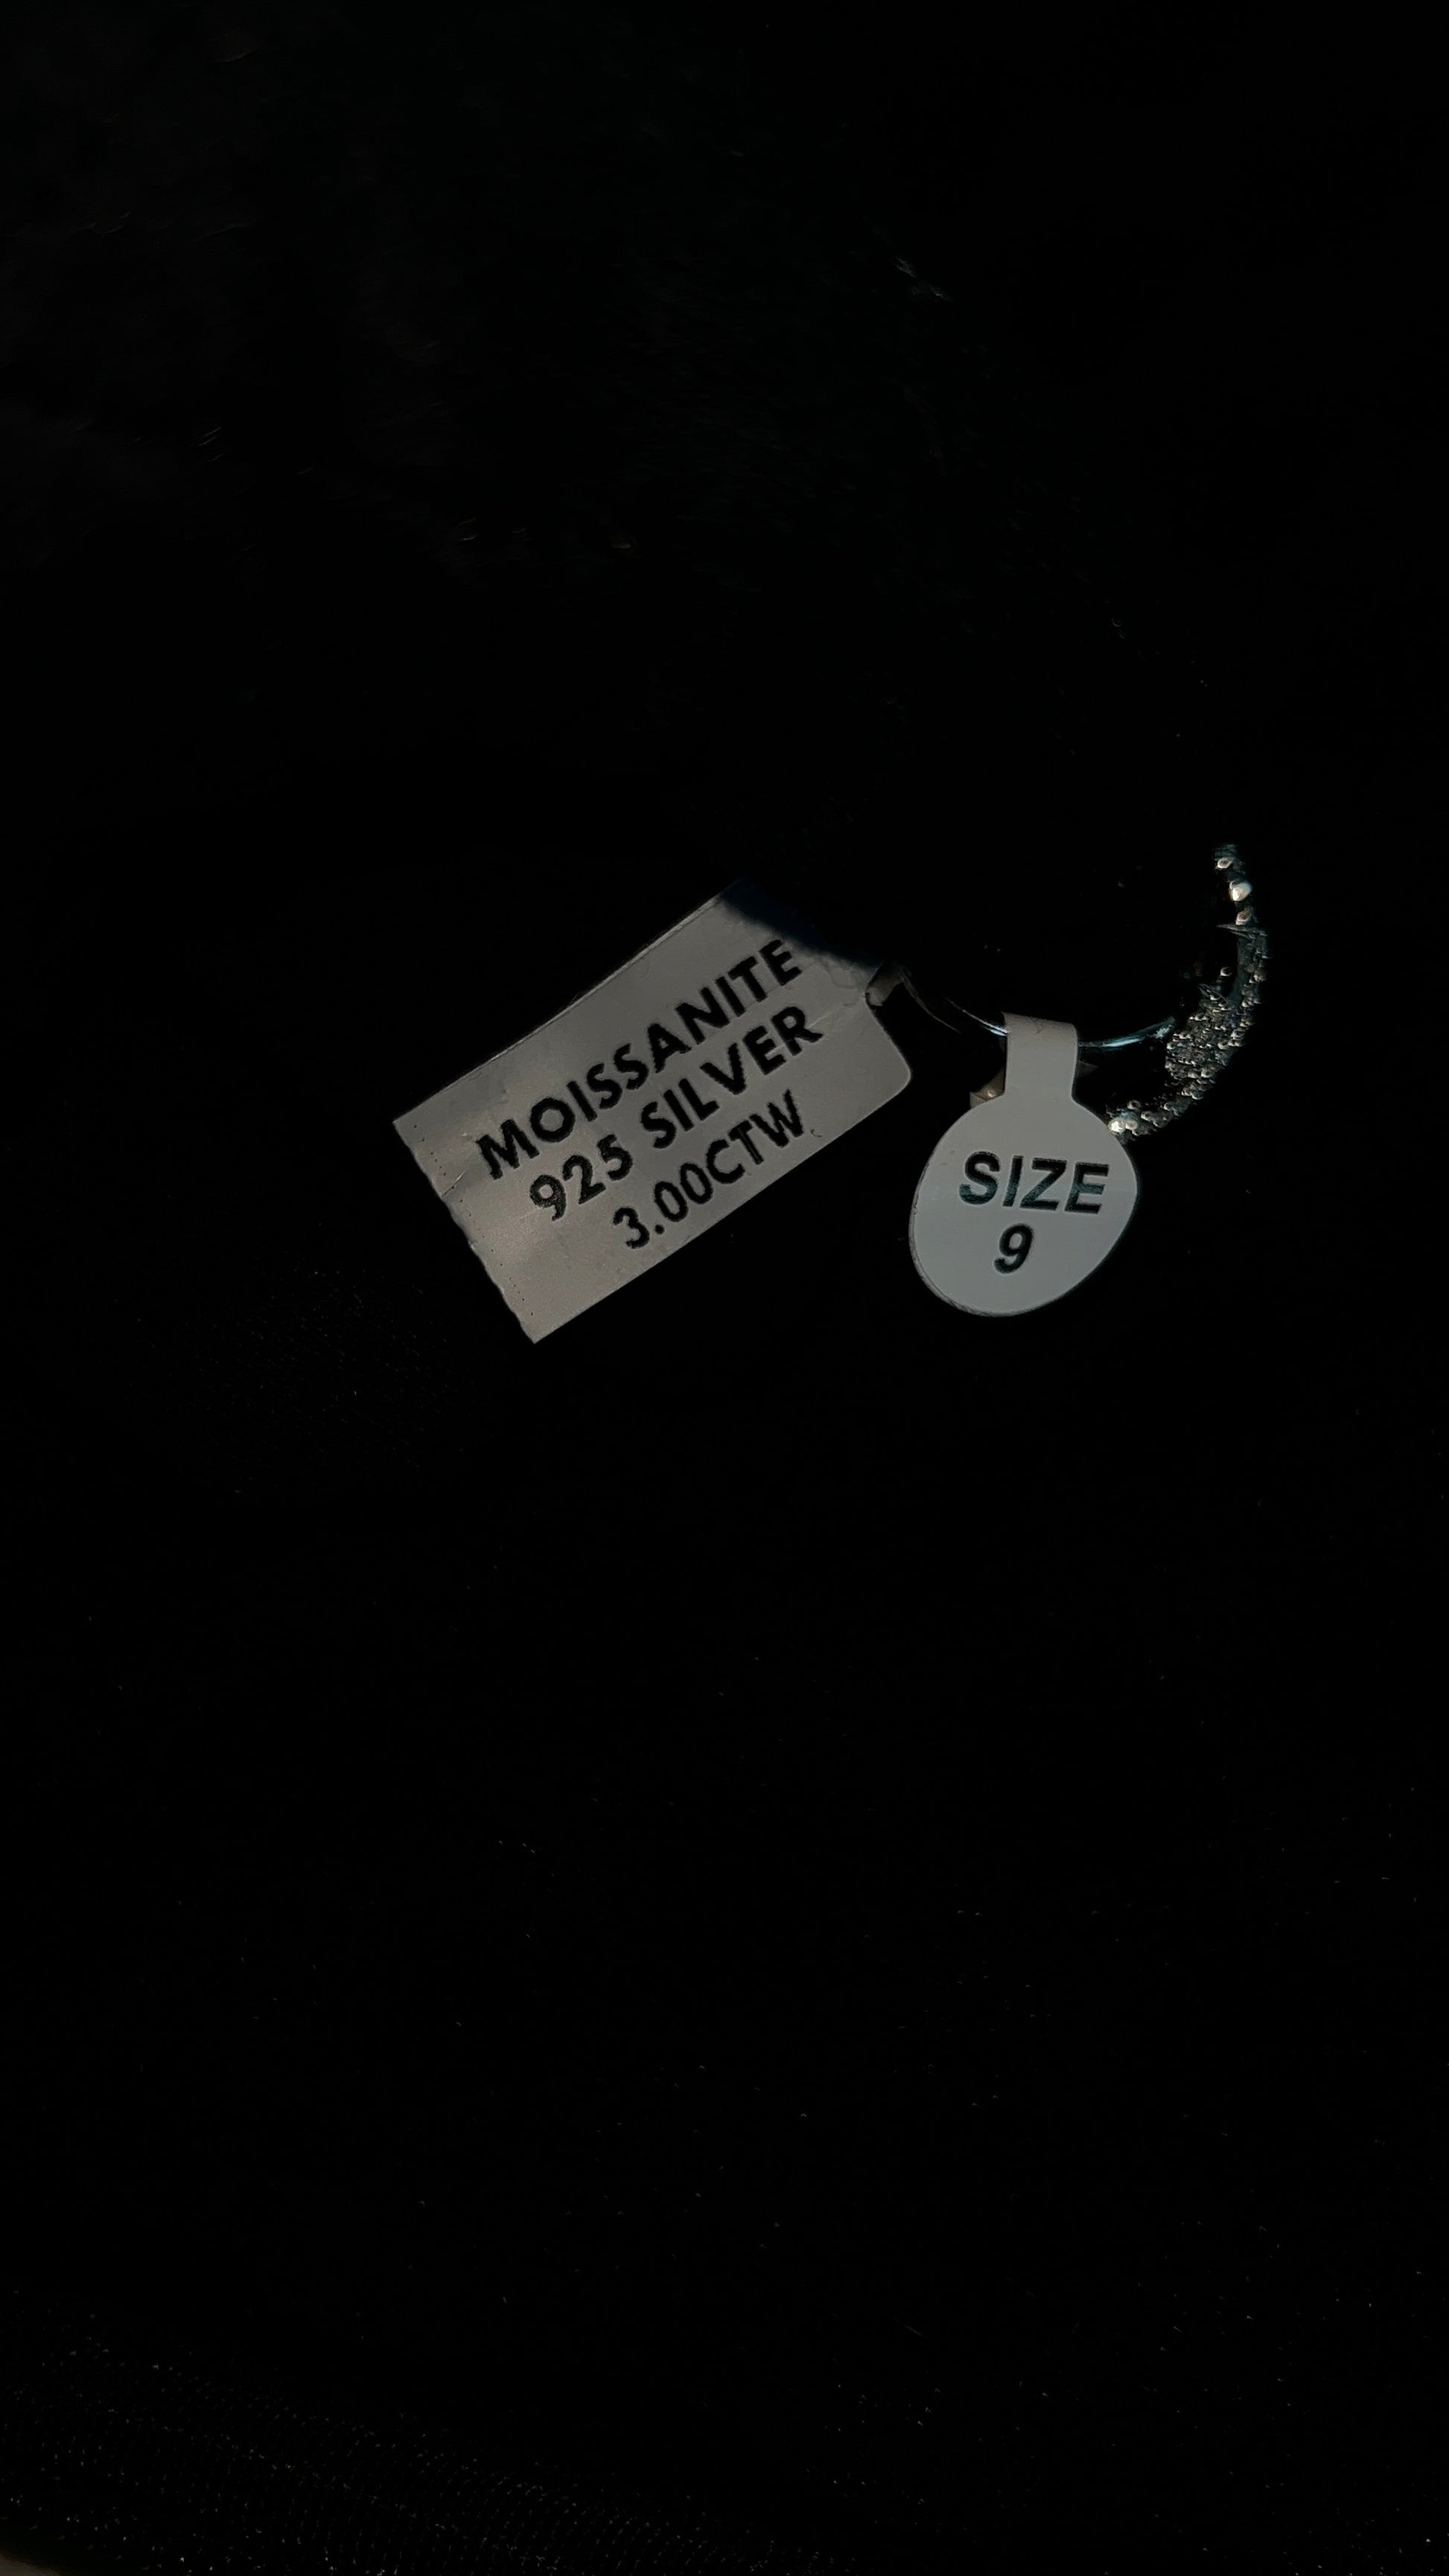 MOISSANITE
925 SILVER
3.00CTW
SIZE
9